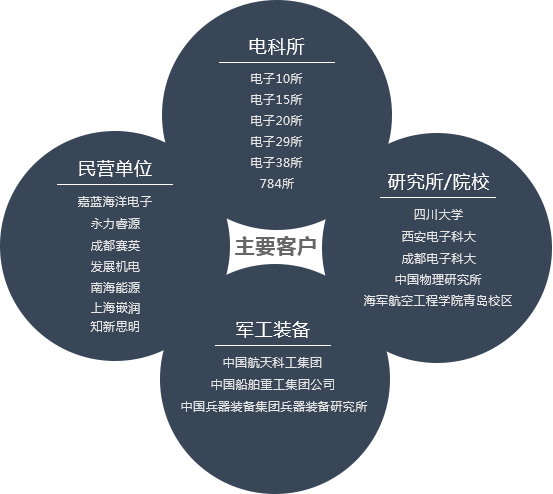 电科所
电子10所
电子15所
电子20所
电子29所
电子38所
784所
民营单位
嘉蓝海洋电子
永力睿源
成都赛英
发展机电
南海能源
上海嵌润
知新思明
主要客户
研究所/院校
四川大学
西安电子科大
成都电子科大
中国物理研究所
海军航空工程学院青岛校区
军工装备
中国航天科工集团
中国船舶重工集团公司
中国兵器装备集团兵器装备研究所